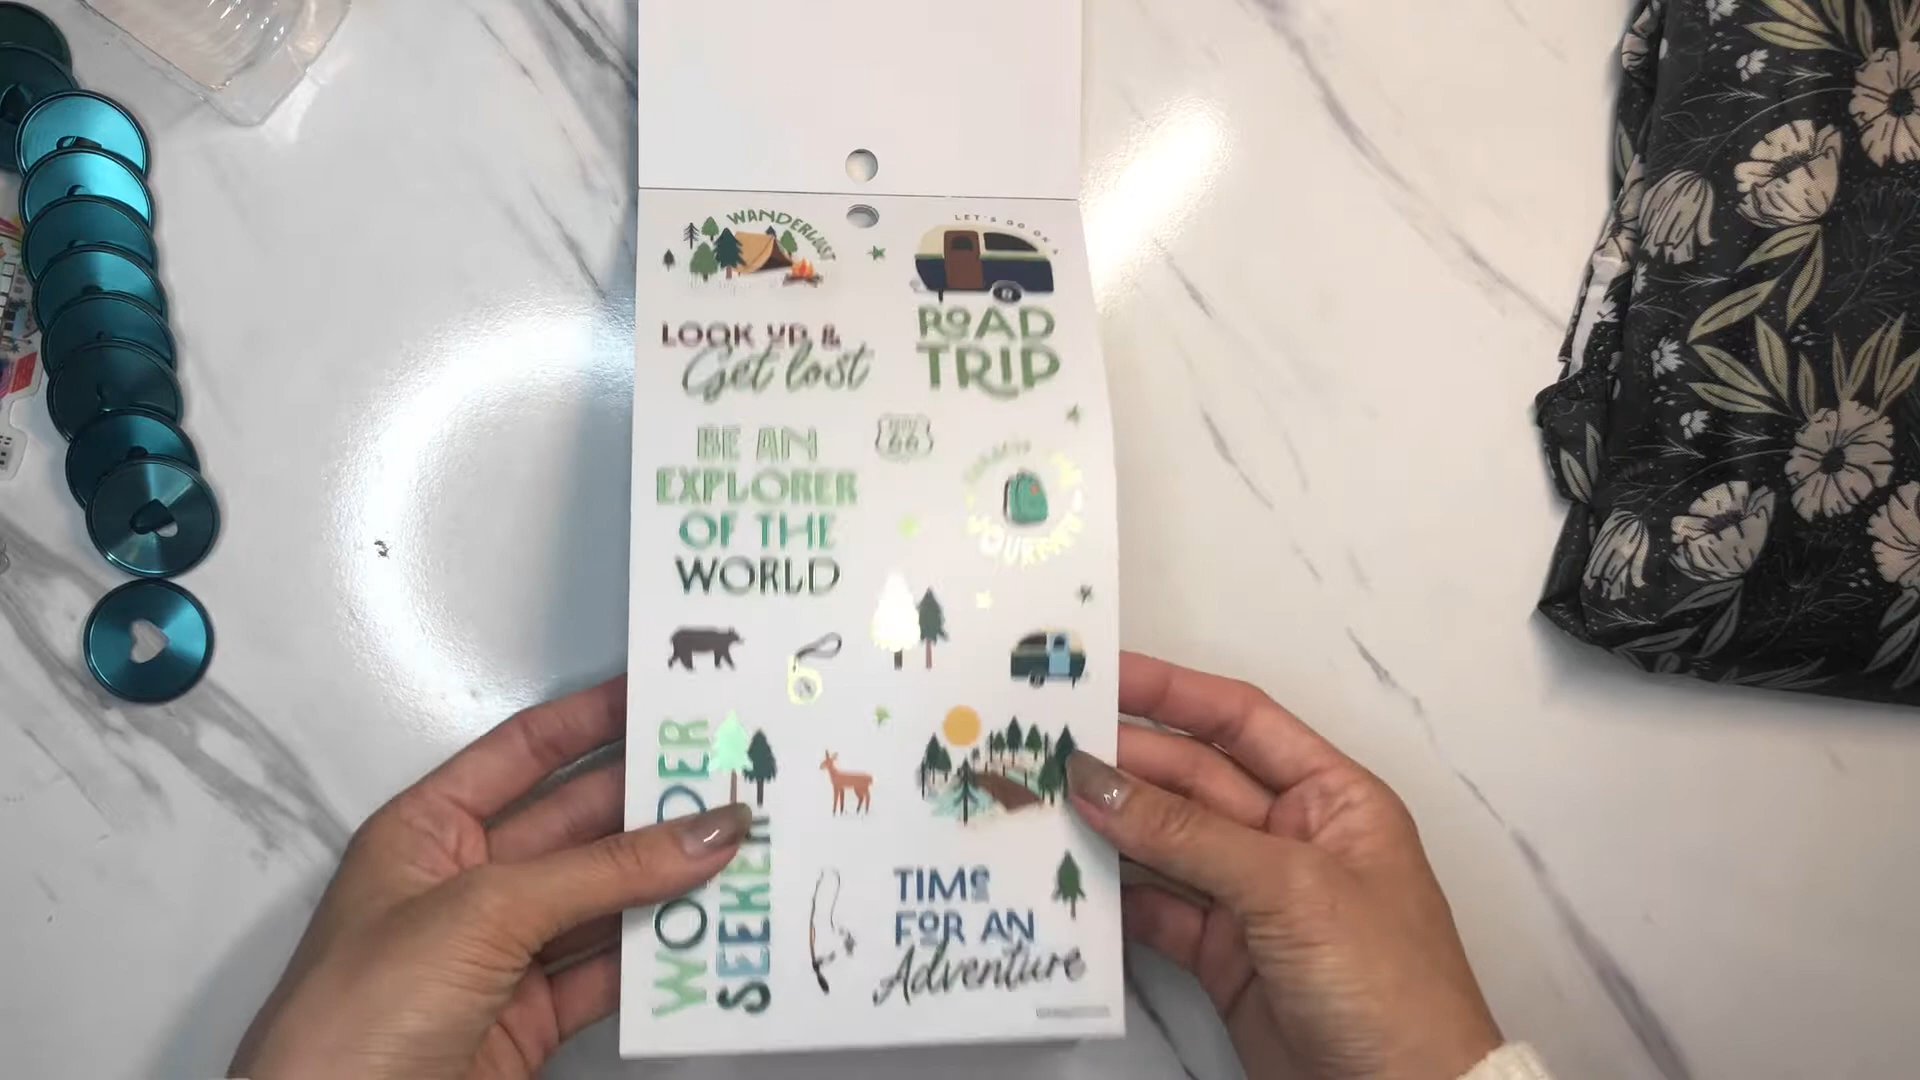 WANDERLUST
LET'S GO ON A
ROAD
TRIP
LOOK UP &
Get lost
BE AN
EXPLORER
OF THE
WORLD
66
JOURNEY
WONDER
SEEKER
TIME
FOR AN
Adventure